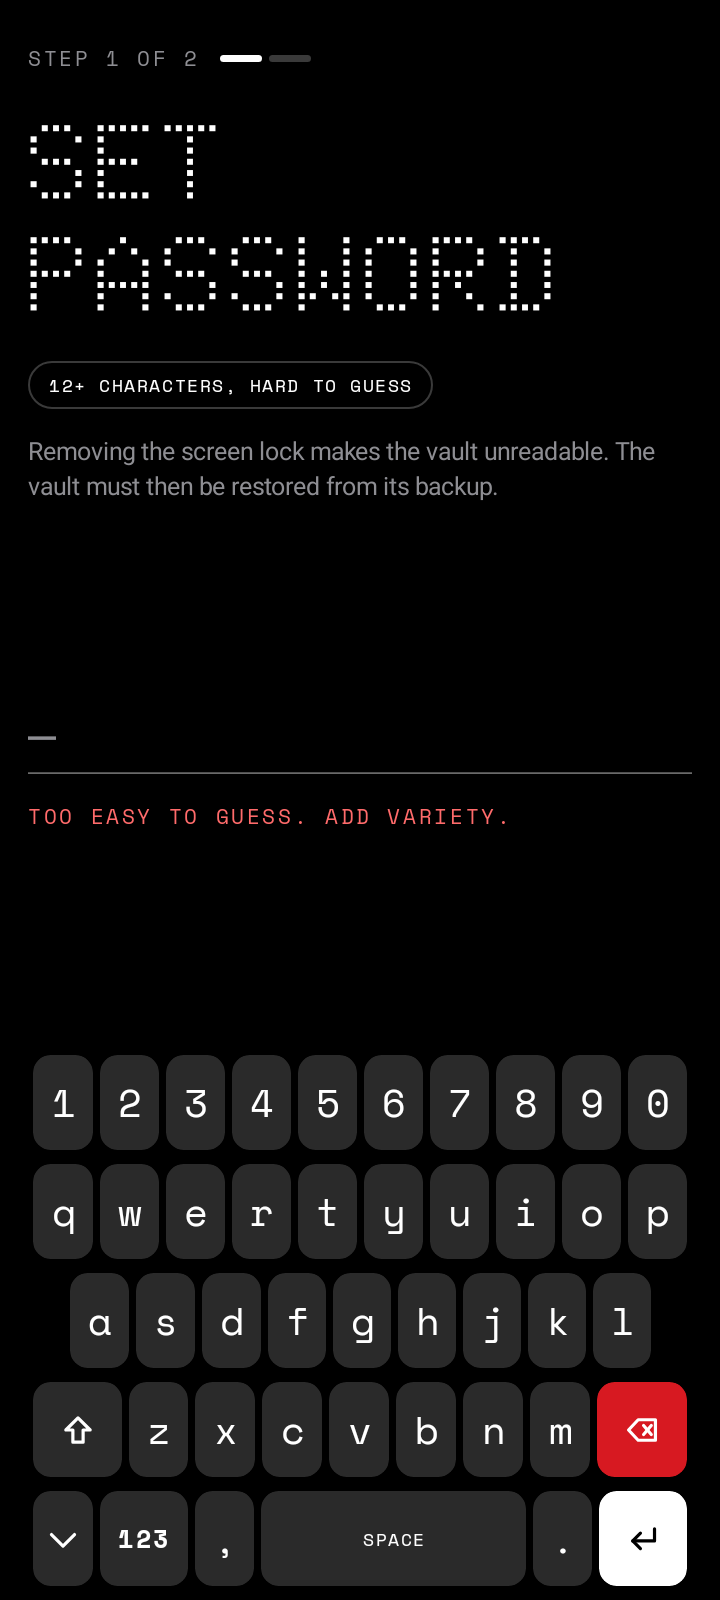 STEP 1 OF 2
SET
PASSWORD
12+ CHARACTERS, HARD TO GUESS
Removing the screen lock makes the vault unreadable. The
vault must then be restored from its backup.
TOO EASY TO GUESS. ADD VARIETY.
1 2 3 4 5 6 7 8 9 0
q w e r t y u i o p
a s d f g h j k l
z x c v b n m
123 , SPACE .